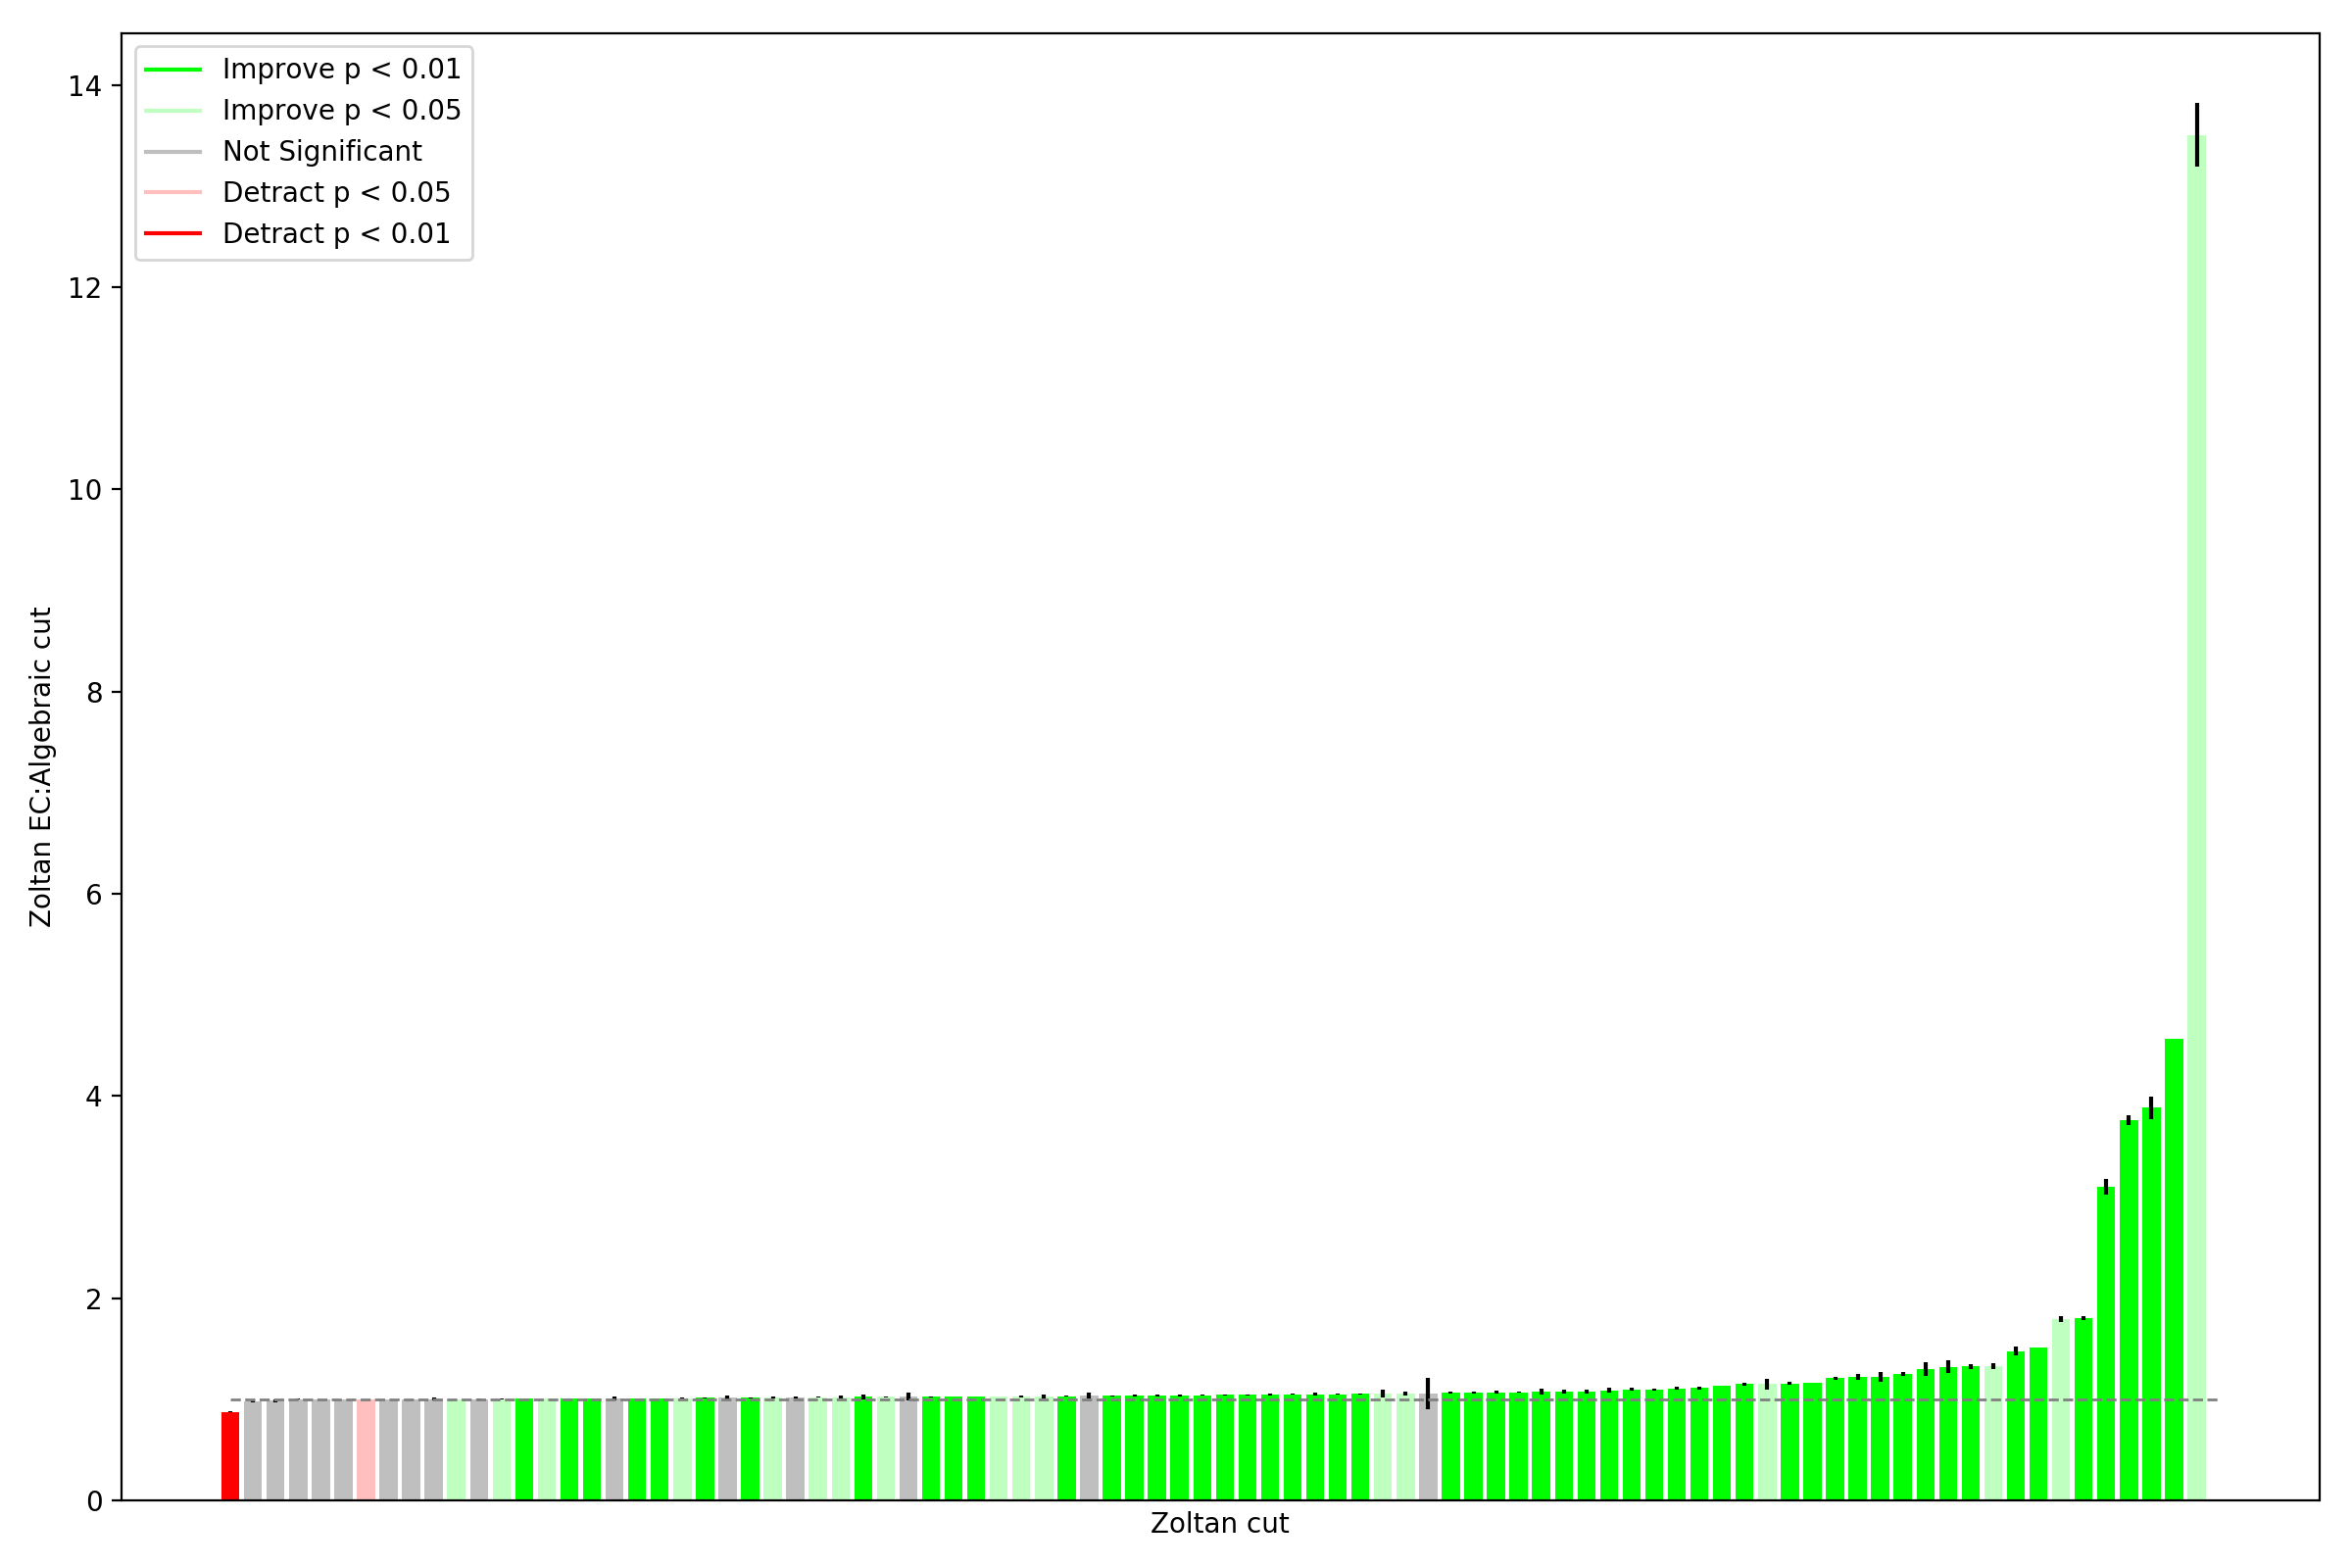 Improve p < 0.01
Improve p < 0.05
Not Significant
Detract p < 0.05
Detract p < 0.01
14
12
10
8
6
4
2
0
Zoltan EC:Algebraic cut
Zoltan cut